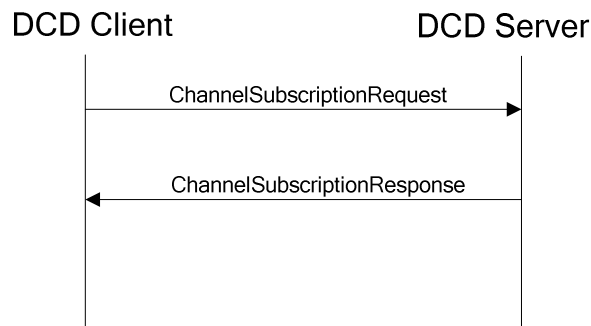 DCD Client
DCD Server
ChannelSubscriptionRequest
ChannelSubscriptionResponse